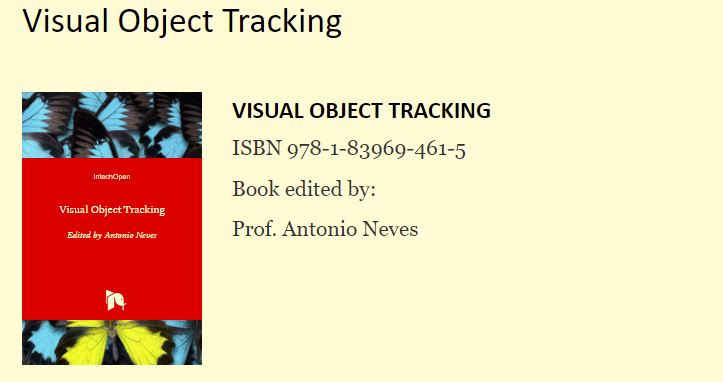 Visual Object Tracking
IntechOpen
Visual Object Tracking
Edited by Antonio Neves
VISUAL OBJECT TRACKING
ISBN 978-1-83969-461-5
Book edited by:
Prof. Antonio Neves